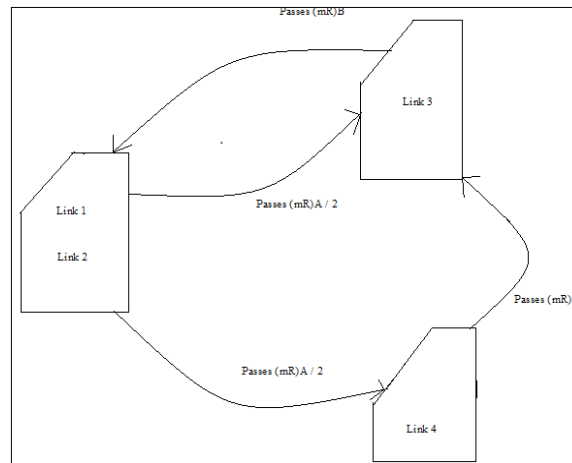 Passes (mR)B
Link 3
Link 1
Passes (mR)A / 2
Link 2
Passes (mR)
Passes (mR)A / 2
Link 4